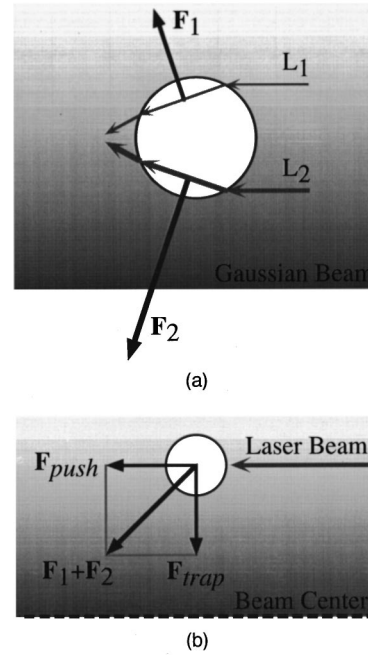 F1
L1
L2
Gaussian Beam
F2
(a)
Fpush
Laser Beam
F1+F2
Ftrap
Beam Center
(b)